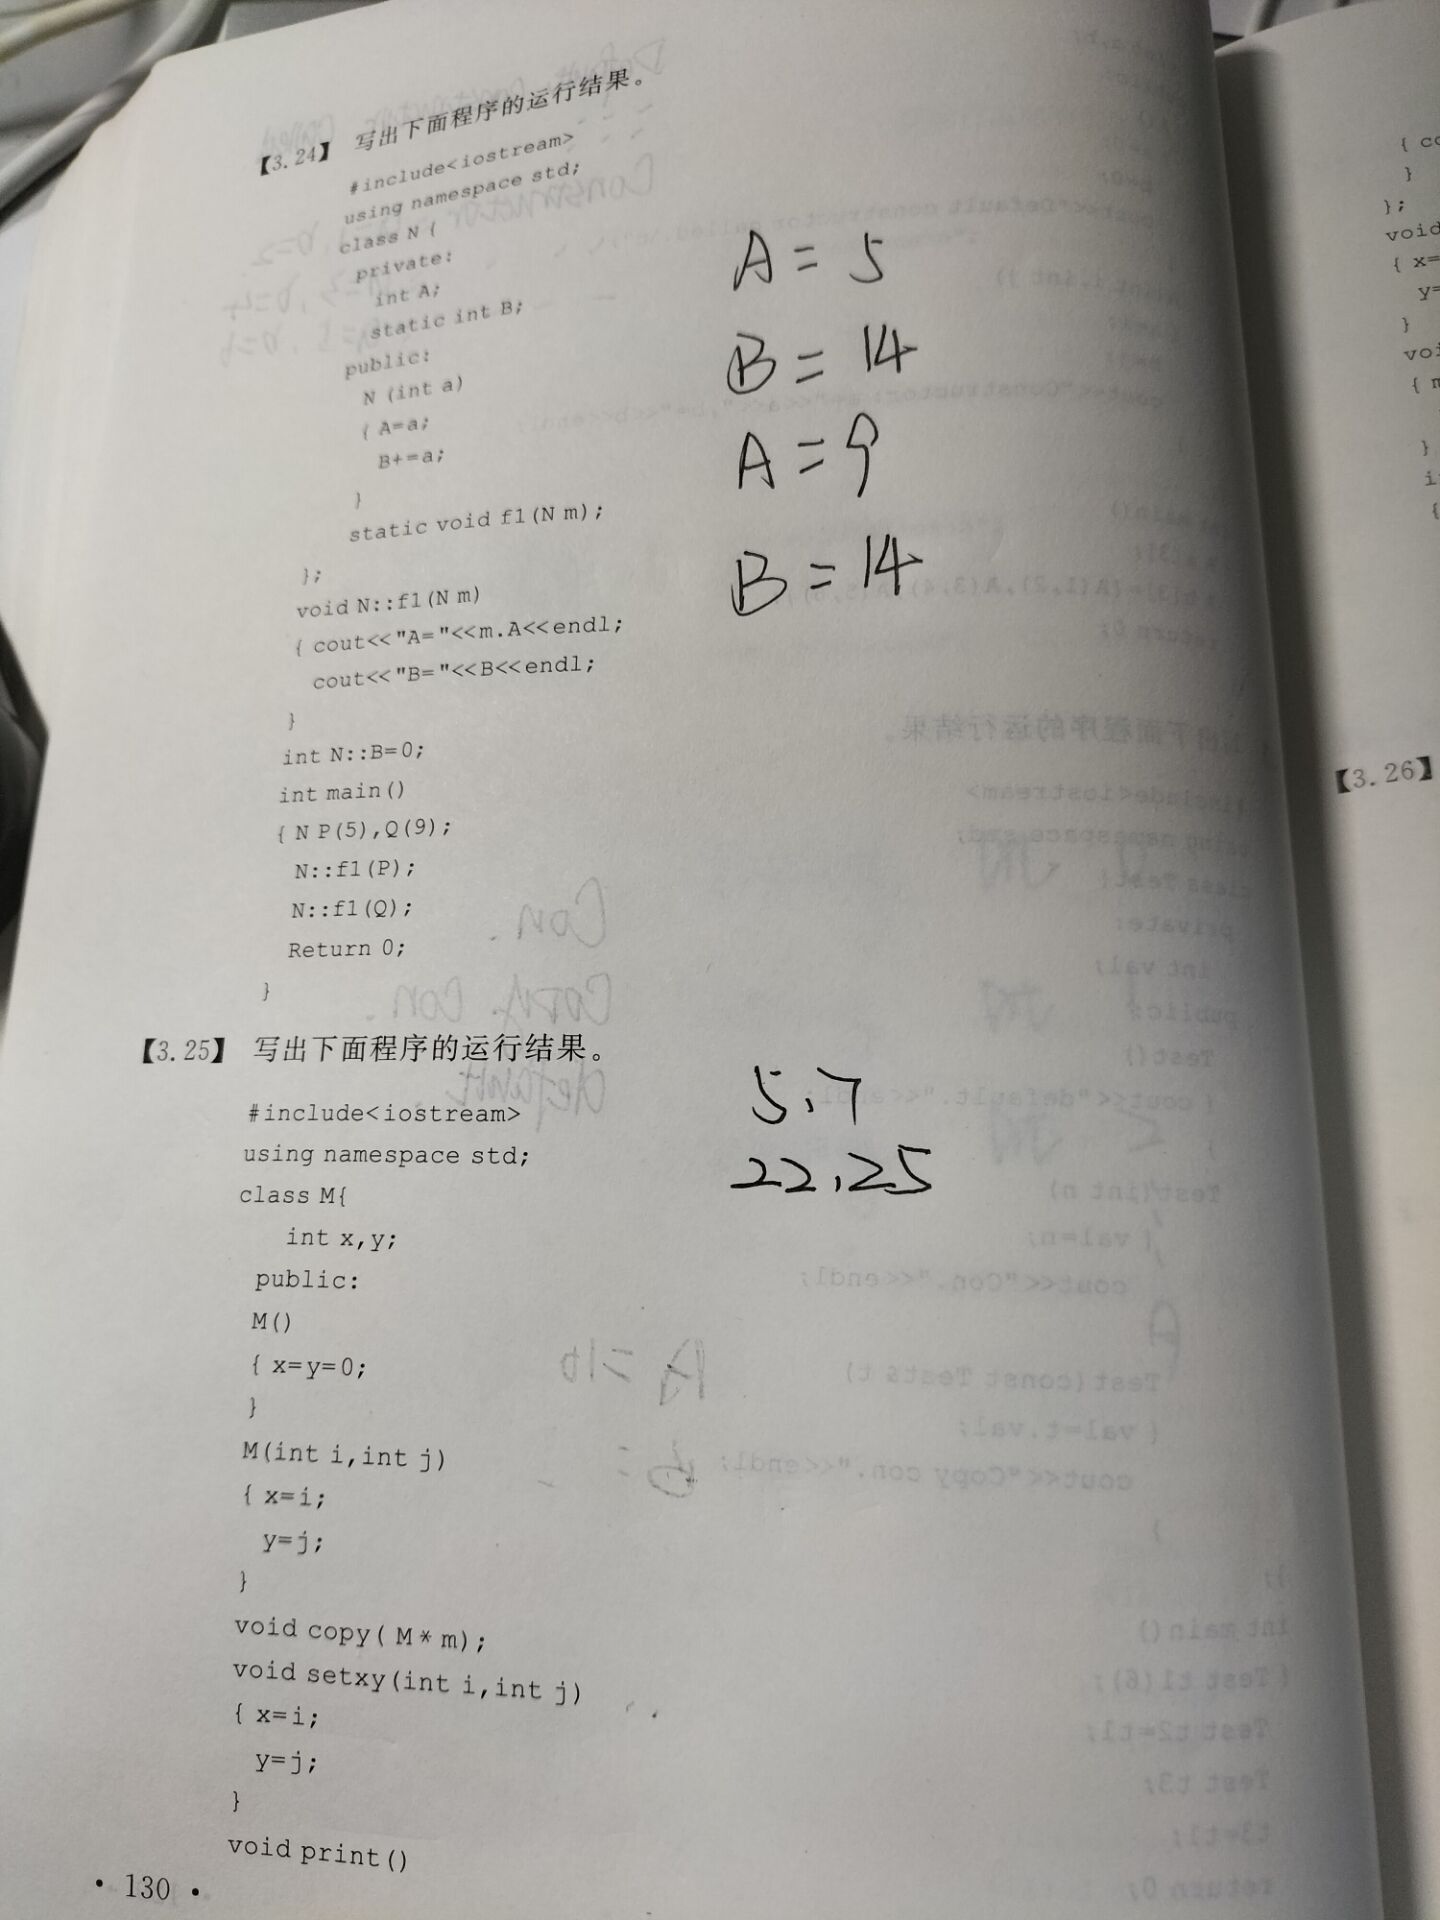 【3.24】 写出下面程序的运行结果。
#include<iostream>
using namespace std;
class N {
private:
int A;
static int B;
public:
N (int a)
{ A=a;
B+=a;
}
static void f1(N m);
};
void N::f1(N m)
{ cout<<"A="<<m.A<<endl;
cout<<"B="<<B<<endl;
}
int N::B=0;
int main()
{ N P(5),Q(9);
N::f1(P);
N::f1(Q);
Return 0;
}
A = 5
B = 14
A = 9
B = 14
【3.25】 写出下面程序的运行结果。
#include<iostream>
using namespace std;
class M{
int x,y;
public:
M()
{ x=y=0;
}
M(int i,int j)
{ x=i;
y=j;
}
void copy( M * m);
void setxy(int i,int j)
{ x=i;
y=j;
}
void print()
5,7
22,25
· 130 ·
{
}
};
void
{ x=
y=
}
{
}
{
【3.26】